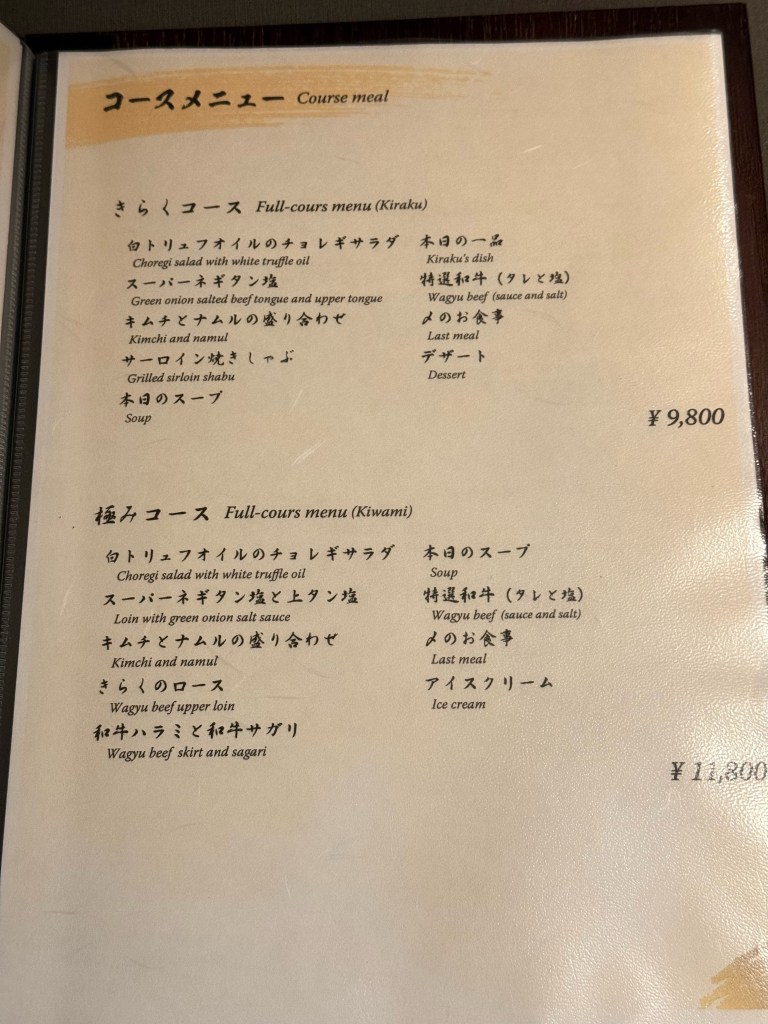 コースメニュー Course meal
きらくコース Full-cours menu (Kiraku)
白トリュフオイルのチョレギサラダ
Choregi salad with white truffle oil
スーパーネギタン塩
Green onion salted beef tongue and upper tongue
キムチとナムルの盛り合わせ
Kimchi and namul
サーロイン焼きしゃぶ
Grilled sirloin shabu
本日のスープ
Soup
本日の一品
Kiraku's dish
特選和牛（タレと塩）
Wagyu beef (sauce and salt)
〆のお食事
Last meal
デザート
Dessert
¥ 9,800
極みコース Full-cours menu (Kiwami)
白トリュフオイルのチョレギサラダ
Choregi salad with white truffle oil
スーパーネギタン塩と上タン塩
Loin with green onion salt sauce
キムチとナムルの盛り合わせ
Kimchi and namul
きらくのロース
Wagyu beef upper loin
和牛ハラミと和牛サガリ
Wagyu beef skirt and sagari
本日のスープ
Soup
特選和牛（タレと塩）
Wagyu beef (sauce and salt)
〆のお食事
Last meal
アイスクリーム
Ice cream
¥ 11,800